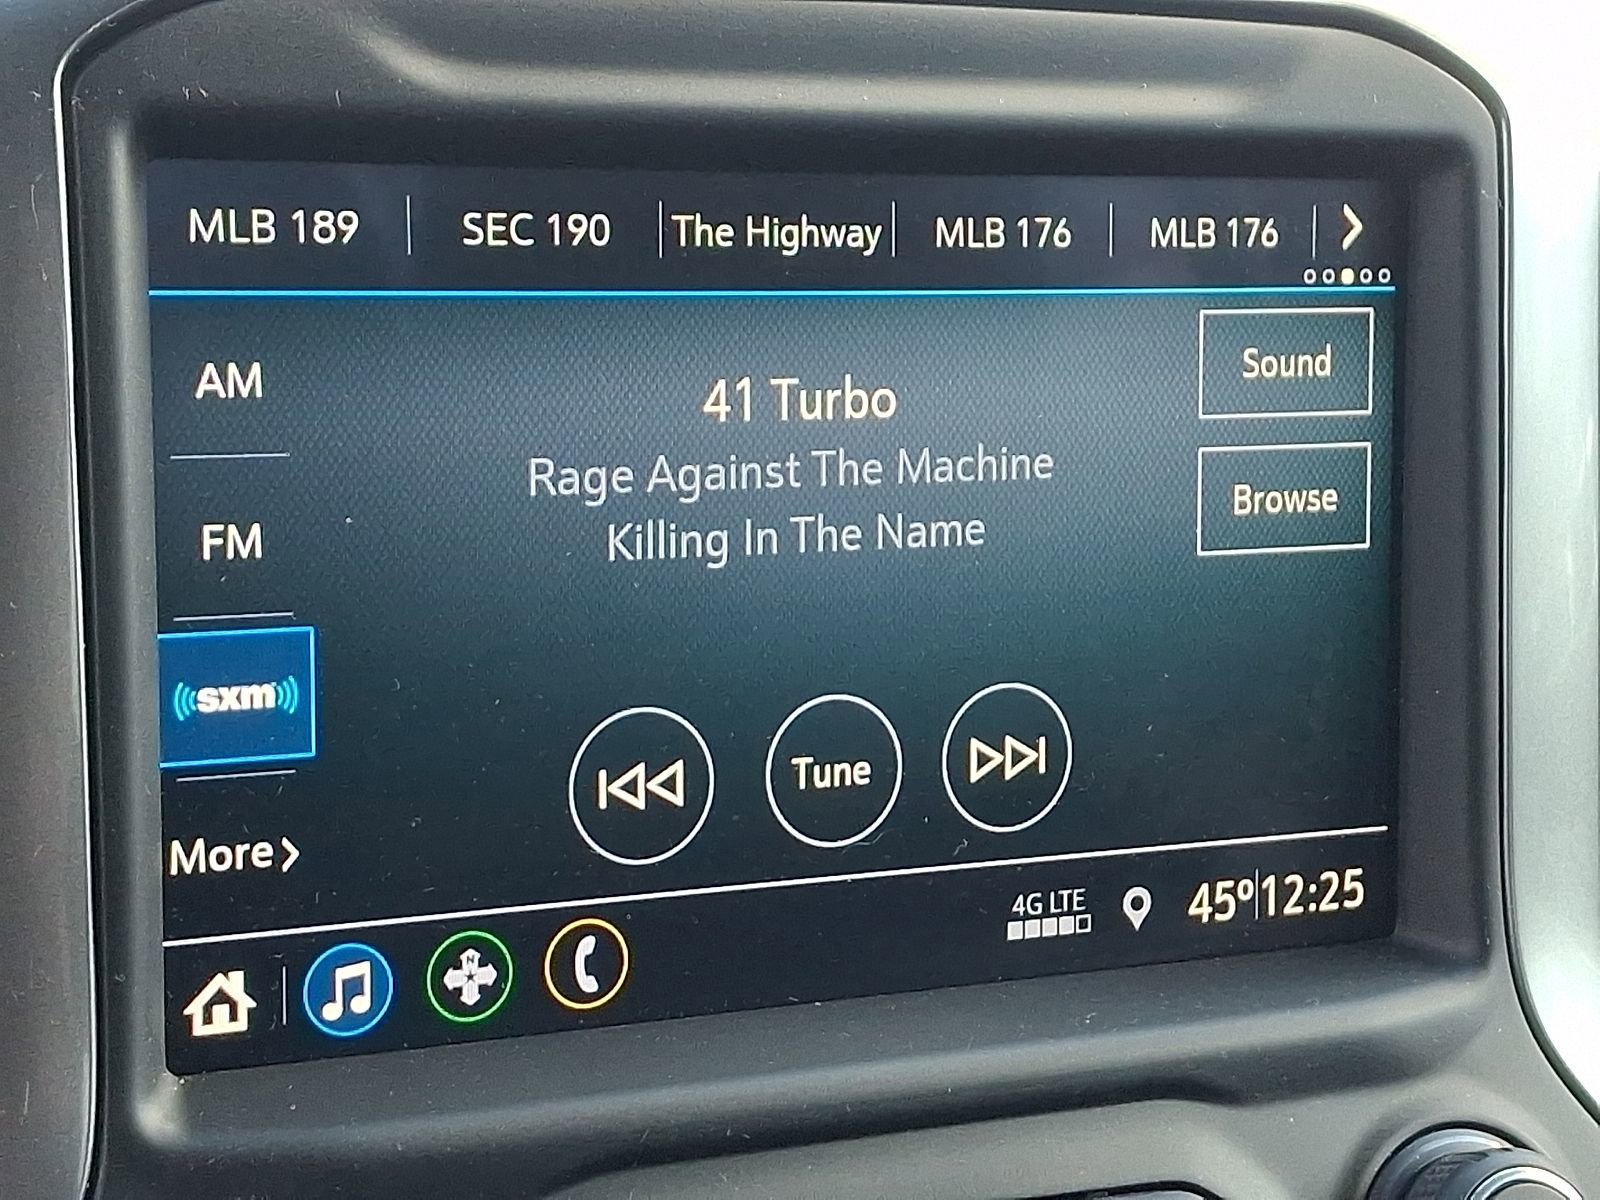 MLB 189 SEC 190 The Highway MLB 176 MLB 176
AM
FM
sxm
More
41 Turbo
Rage Against The Machine
Killing In The Name
Sound
Browse
Tune
4G LTE
45º 12:25
N